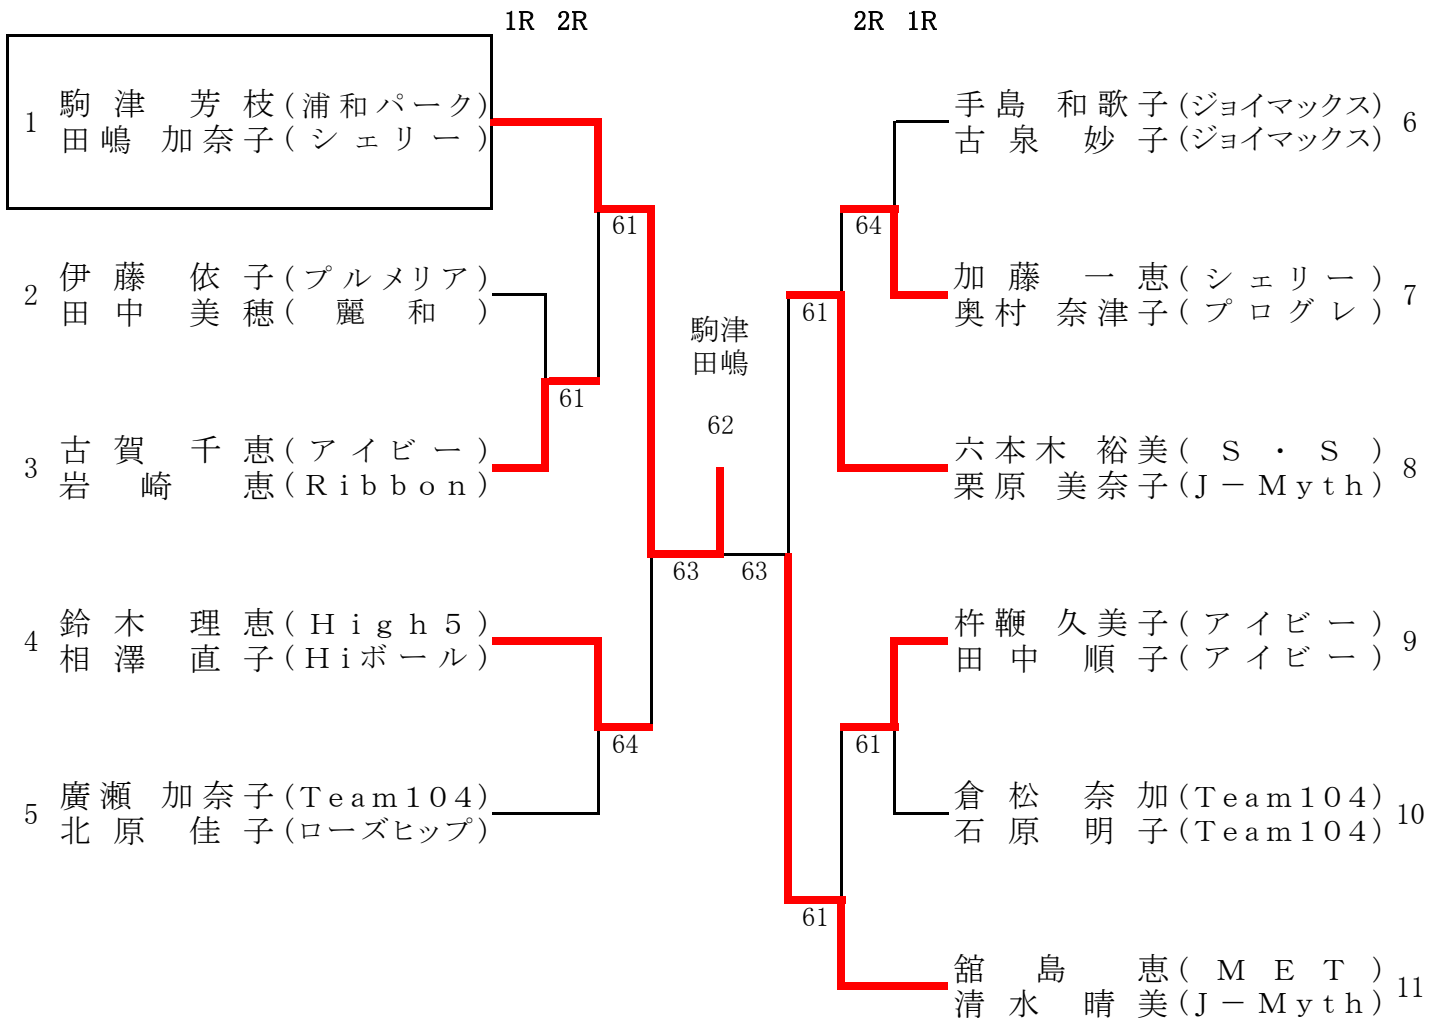 1R 2R
2R 1R
1 駒津 芳枝(浦和パーク)
田嶋 加奈子(シェリー)
2 伊藤 依子(プルメリア)
田中 美穂(麗和)
3 古賀 千恵(アイビー)
岩崎 恵(Ribbon)
4 鈴木 理恵(High5)
相澤 直子(Hiボール)
5 廣瀬 加奈子(Team104)
北原 佳子(ローズヒップ)
61
61
64
63
駒津
田嶋
62
63
64
61
61
61
手島 和歌子(ジョイマックス) 6
古泉 妙子(ジョイマックス)
加藤 一恵(シェリー) 7
奥村 奈津子(プログレ)
六本木 裕美(S・S) 8
栗原 美奈子(J－Myth)
杵鞭 久美子(アイビー) 9
田中 順子(アイビー)
倉松 奈加(Team104) 10
石原 明子(Team104)
舘島 恵(MET) 11
清水 晴美(J－Myth)